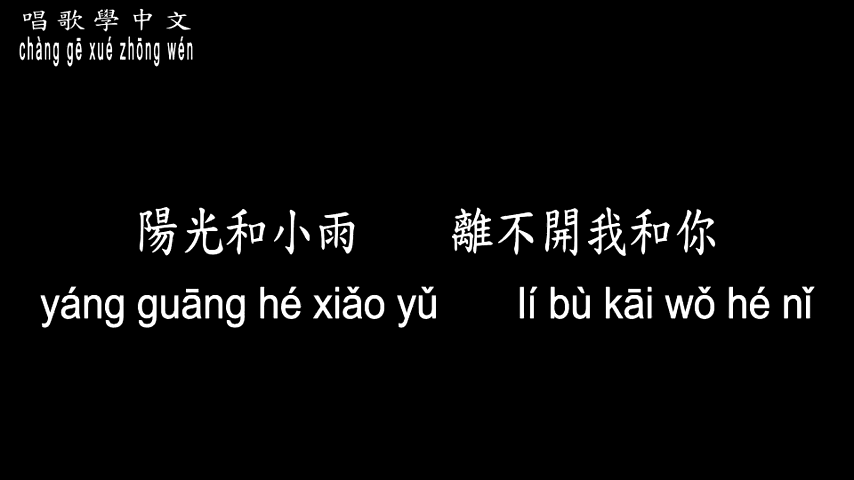 唱歌學中文
chàng gē xué zhōng wén
陽光和小雨 離不開我和你
yáng guāng hé xiǎo yǔ lí bù kāi wǒ hé nǐ